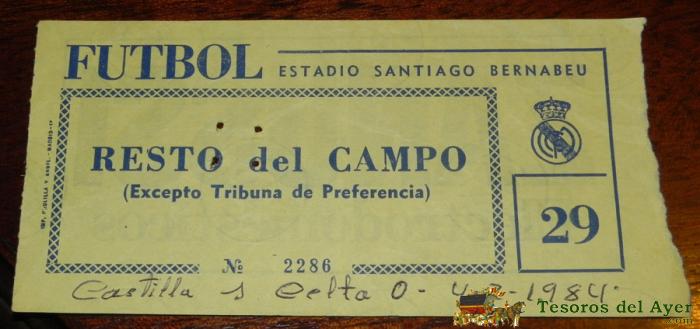 FUTBOL ESTADIO SANTIAGO BERNABEU
RESTO del CAMPO
(Excepto Tribuna de Preferencia)
29
Nº 2286
Castilla 1 Celta 0 - 4 - 1984.
Tesoros del Ayer
.com